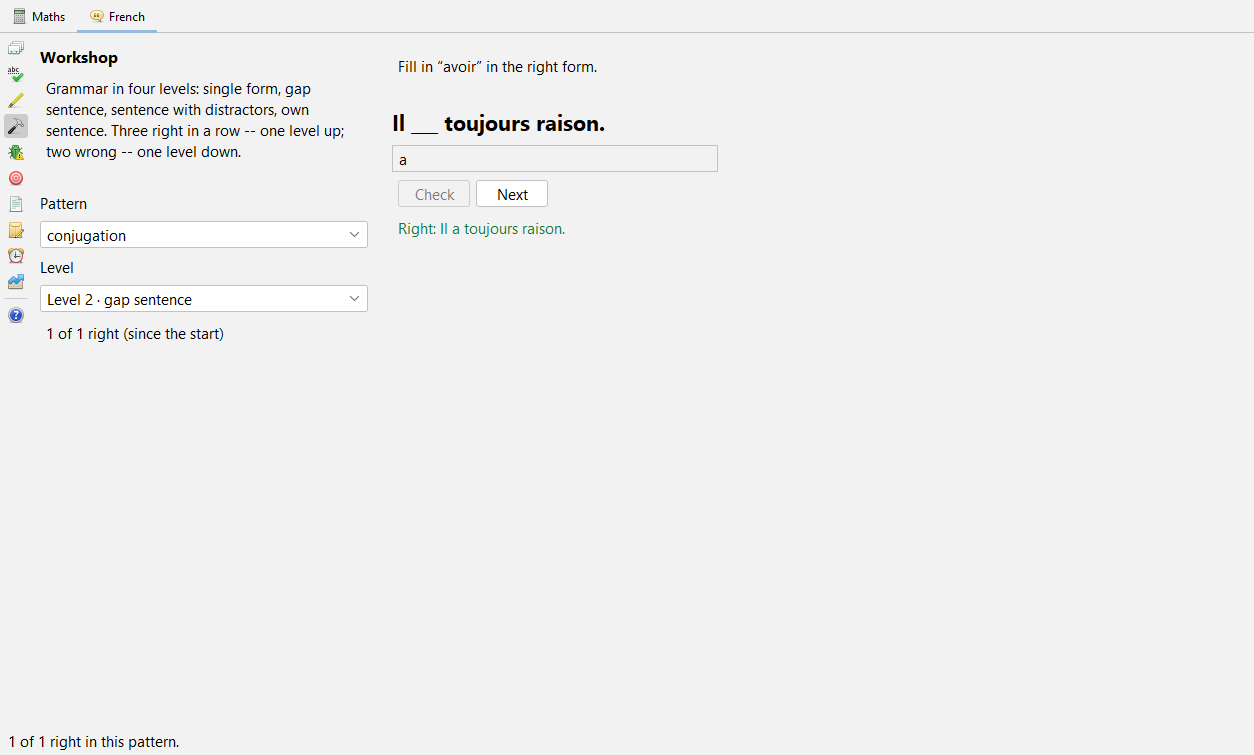 Maths
French
Workshop
Grammar in four levels: single form, gap
sentence, sentence with distractors, own
sentence. Three right in a row -- one level up;
two wrong -- one level down.
Pattern
conjugation
Level
Level 2 · gap sentence
1 of 1 right (since the start)
Fill in “avoir” in the right form.
Il ___ toujours raison.
a
Check
Next
Right: Il a toujours raison.
1 of 1 right in this pattern.